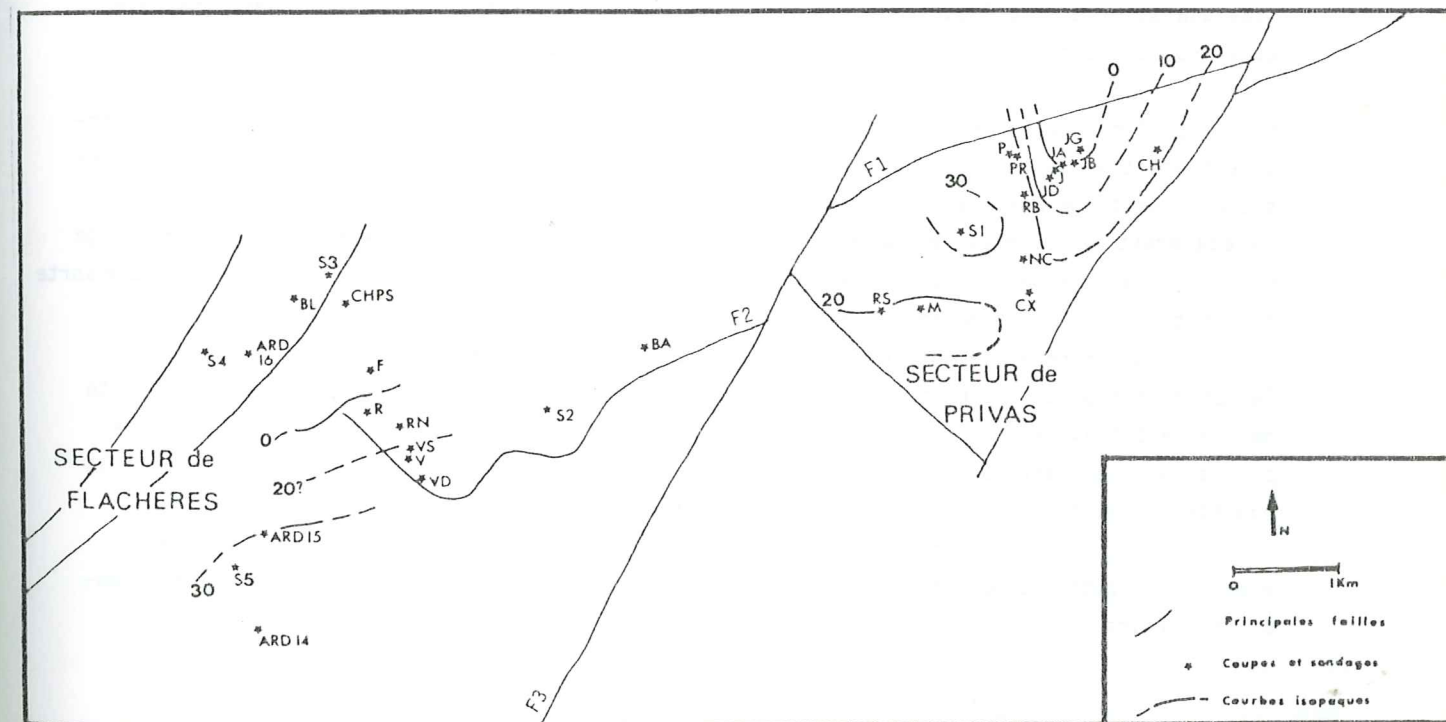 0
10
20
F1
JG
P
JA
PR
JB
J
JD
CH
30
RB
S1
NC
S3
BL
CHPS
CX
20
RS
M
F2
BA
S4
ARD
16
F
SECTEUR de
PRIVAS
R
S2
RN
0
VS
V
SECTEUR de
FLACHERES
20?
VD
ARD 15
30
S5
ARD 14
F3
N
0
1Km
Principales failles
Coupes et sondages
Courbes isopaques